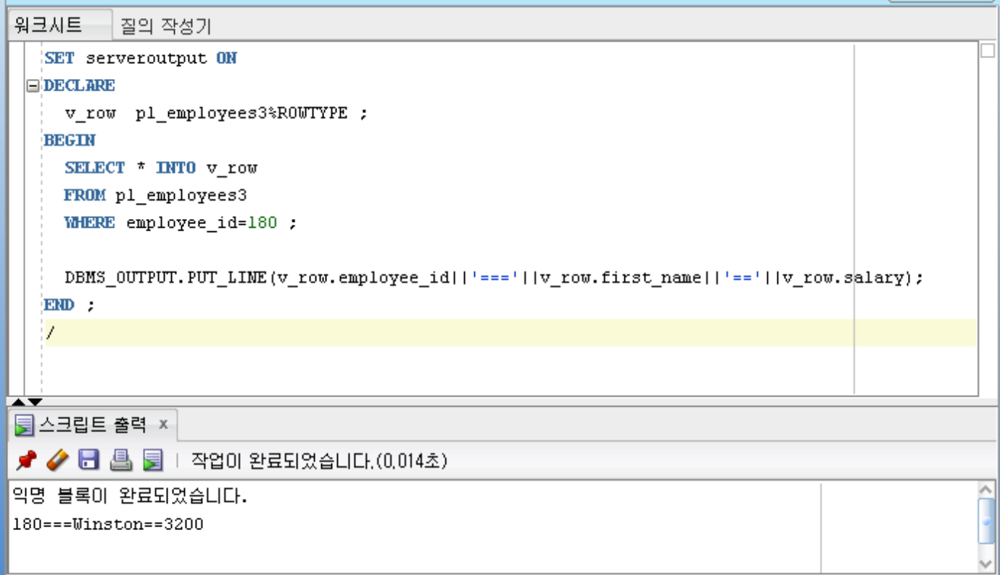 워크시트 질의 작성기
SET serveroutput ON
DECLARE
v_row pl_employees3%ROWTYPE ;
BEGIN
SELECT * INTO v_row
FROM pl_employees3
WHERE employee_id=180 ;
DBMS_OUTPUT.PUT_LINE(v_row.employee_id||'==='||v_row.first_name||'=='||v_row.salary);
END ;
/
스크립트 출력 x
작업이 완료되었습니다.(0.014초)
익명 블록이 완료되었습니다.
180===Winston==3200